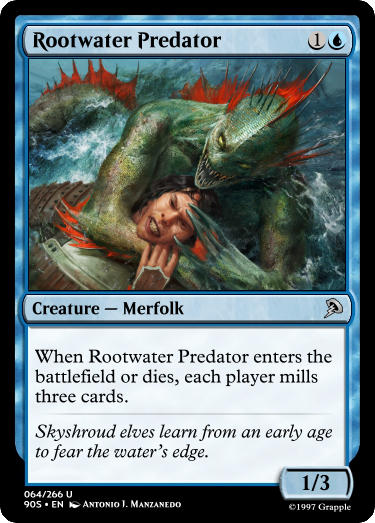 Rootwater Predator 1
Creature — Merfolk
When Rootwater Predator enters the
battlefield or dies, each player mills
three cards.
Skyshroud elves learn from an early age
to fear the water's edge.
1/3
064/266 U
90S • EN Antonio J. Manzanedo
©1997 Grapple